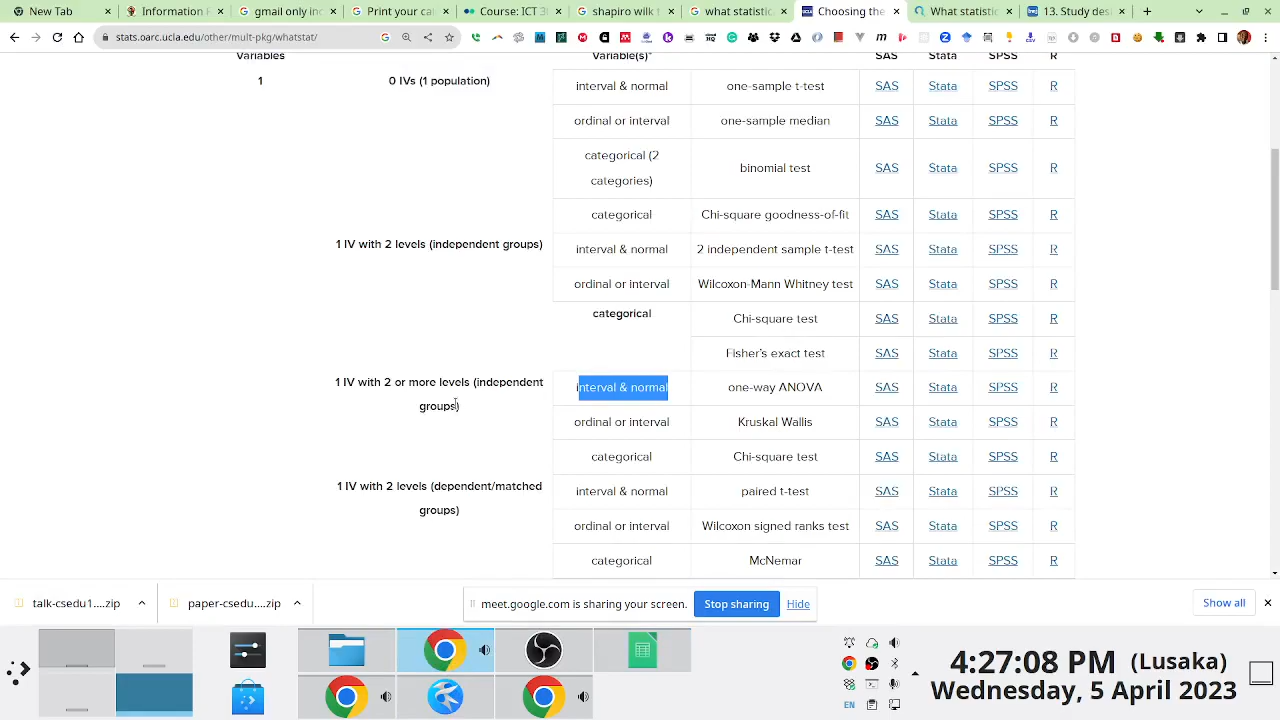 New Tab
Information F
gmail only inc
Print your cal
Course: ICT 3
shapiro wilk t
what statistic
Choosing the
What statistic
13. Study des
stats.oarc.ucla.edu/other/mult-pkg/whatstat/
Variables Variable(s)* SAS Stata SPSS R
1 0 IVs (1 population) interval & normal one-sample t-test SAS Stata SPSS R
ordinal or interval one-sample median SAS Stata SPSS R
categorical (2
categories) binomial test SAS Stata SPSS R
categorical Chi-square goodness-of-fit SAS Stata SPSS R
1 IV with 2 levels (independent groups) interval & normal 2 independent sample t-test SAS Stata SPSS R
ordinal or interval Wilcoxon-Mann Whitney test SAS Stata SPSS R
categorical Chi-square test SAS Stata SPSS R
Fisher's exact test SAS Stata SPSS R
1 IV with 2 or more levels (independent
groups) interval & normal one-way ANOVA SAS Stata SPSS R
ordinal or interval Kruskal Wallis SAS Stata SPSS R
categorical Chi-square test SAS Stata SPSS R
1 IV with 2 levels (dependent/matched
groups) interval & normal paired t-test SAS Stata SPSS R
ordinal or interval Wilcoxon signed ranks test SAS Stata SPSS R
categorical McNemar SAS Stata SPSS R
talk-csedu1....zip
paper-csedu....zip
meet.google.com is sharing your screen. Stop sharing Hide
Show all
4:27:08 PM (Lusaka)
Wednesday, 5 April 2023
EN